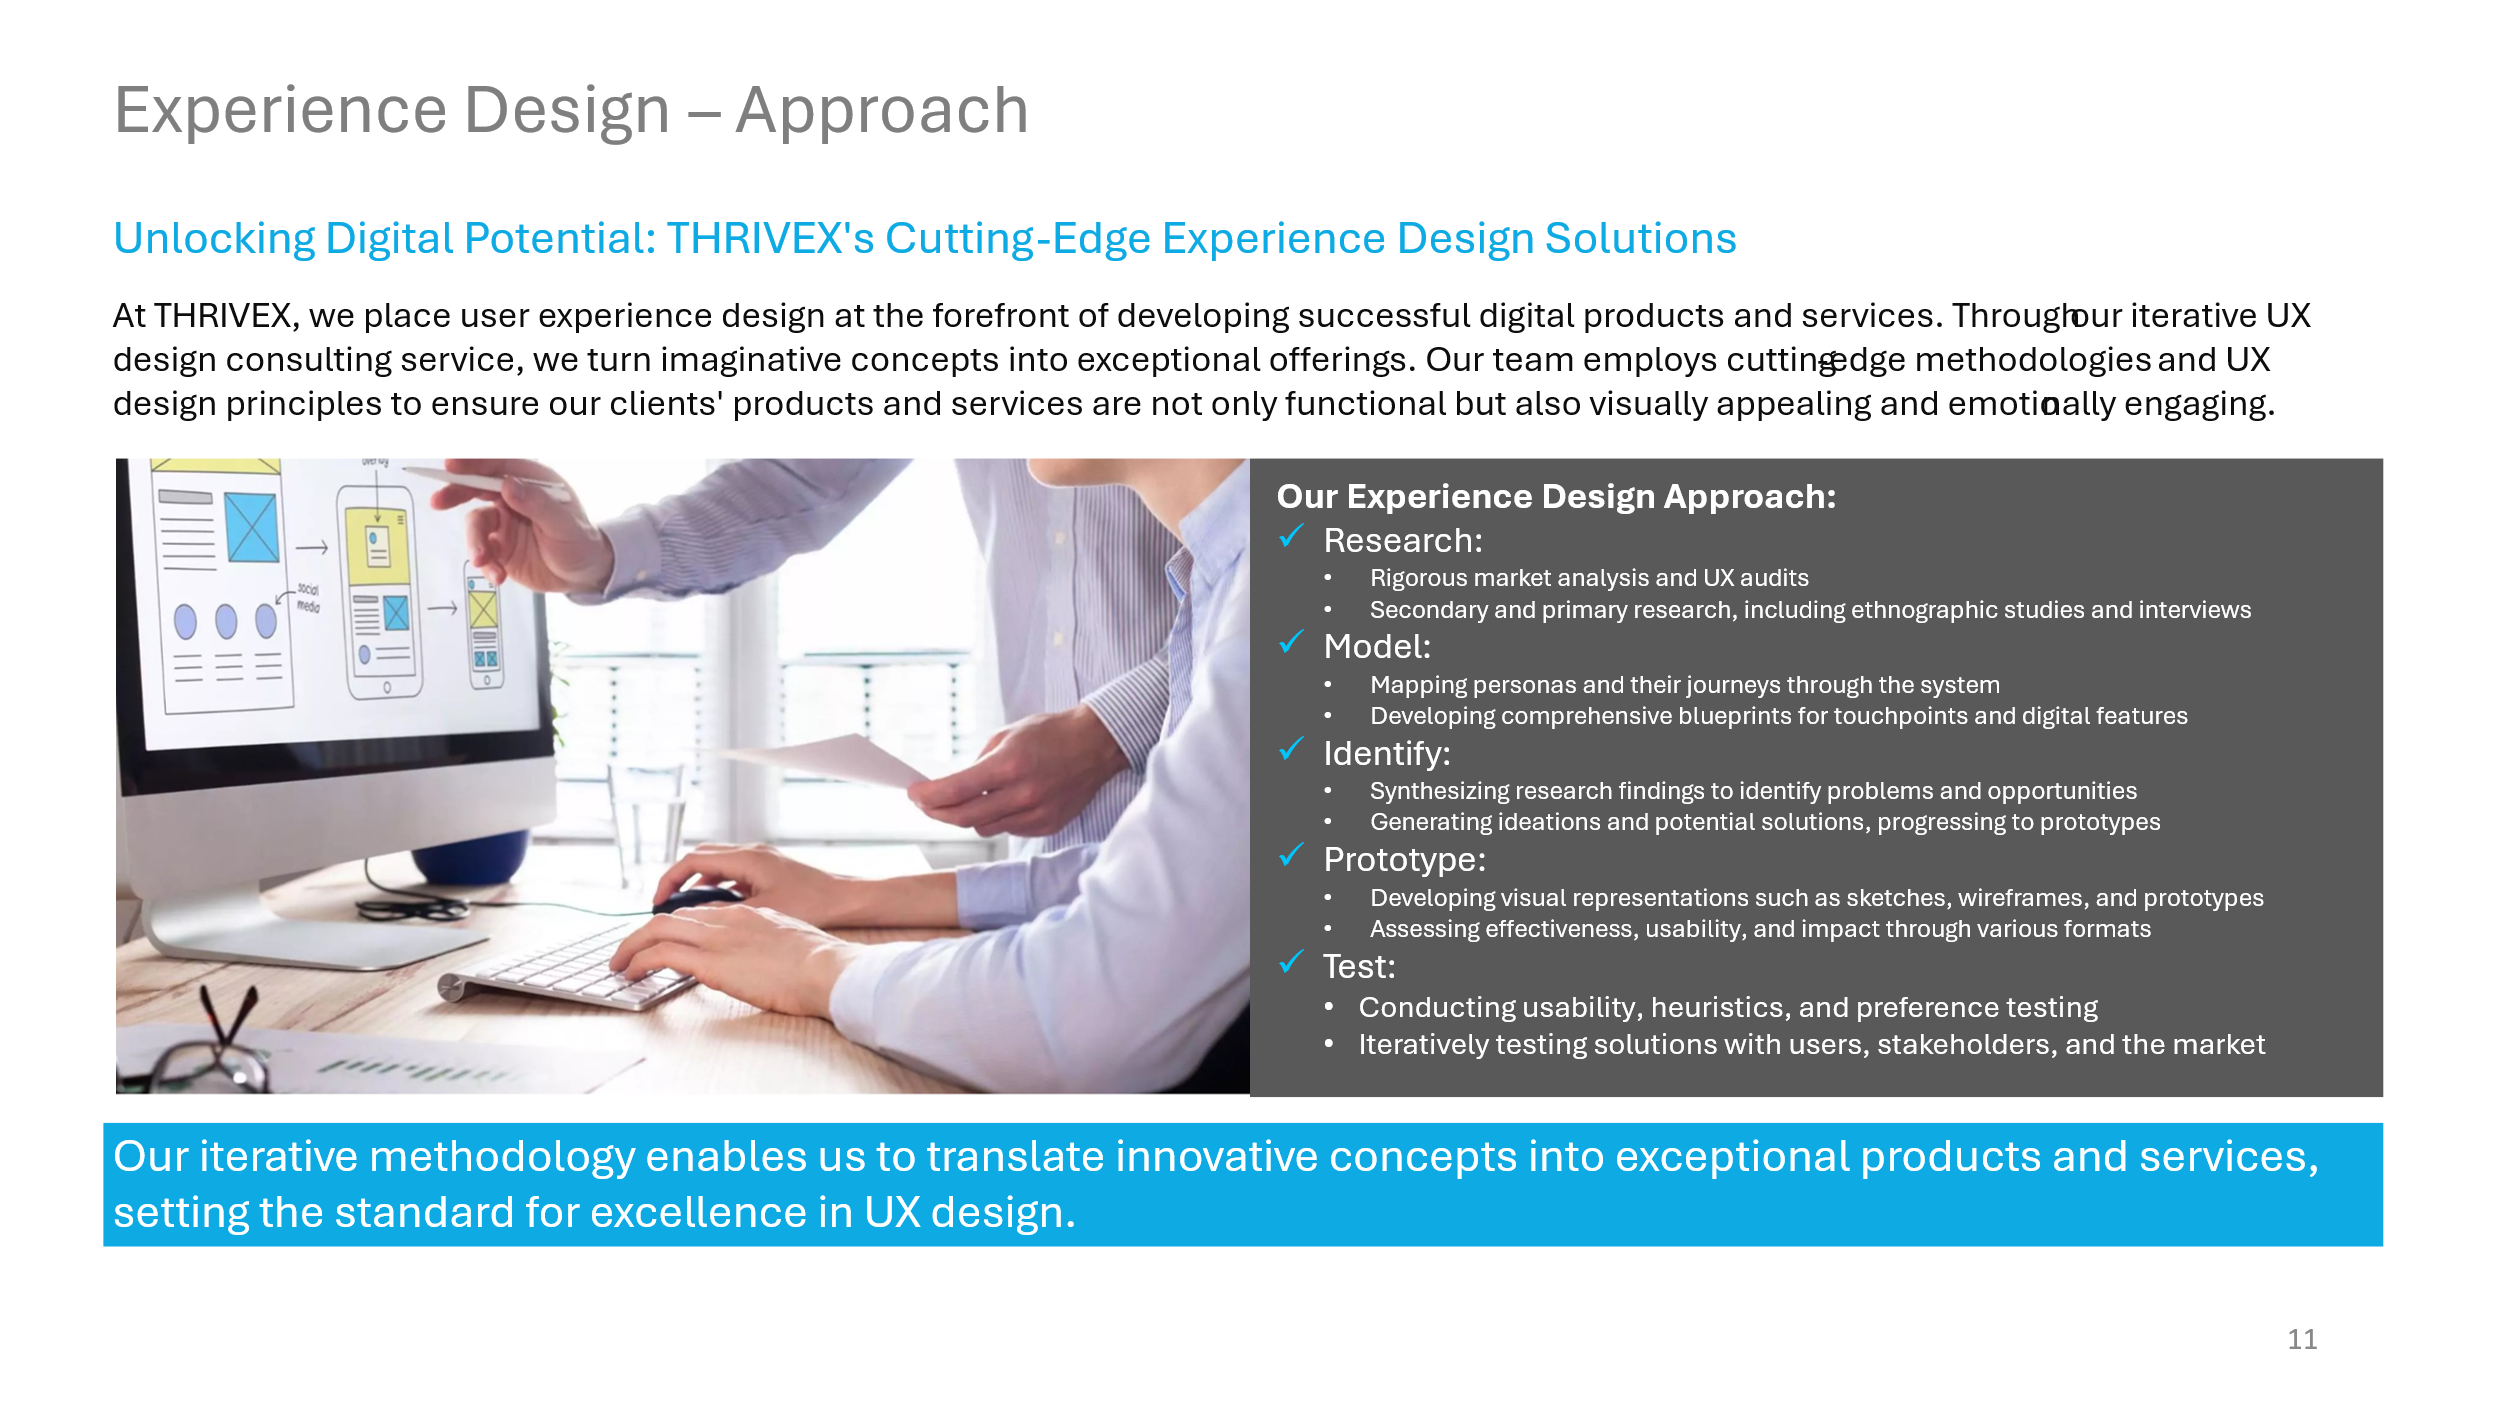 Experience Design – Approach
Unlocking Digital Potential: THRIVEX's Cutting-Edge Experience Design Solutions
At THRIVEX, we place user experience design at the forefront of developing successful digital products and services. Through our iterative UX
design consulting service, we turn imaginative concepts into exceptional offerings. Our team employs cutting-edge methodologies and UX
design principles to ensure our clients' products and services are not only functional but also visually appealing and emotionally engaging.
overlay
social
media
Our Experience Design Approach:
✓ Research:
• Rigorous market analysis and UX audits
• Secondary and primary research, including ethnographic studies and interviews
✓ Model:
• Mapping personas and their journeys through the system
• Developing comprehensive blueprints for touchpoints and digital features
✓ Identify:
• Synthesizing research findings to identify problems and opportunities
• Generating ideations and potential solutions, progressing to prototypes
✓ Prototype:
• Developing visual representations such as sketches, wireframes, and prototypes
• Assessing effectiveness, usability, and impact through various formats
✓ Test:
• Conducting usability, heuristics, and preference testing
• Iteratively testing solutions with users, stakeholders, and the market
Our iterative methodology enables us to translate innovative concepts into exceptional products and services,
setting the standard for excellence in UX design.
11